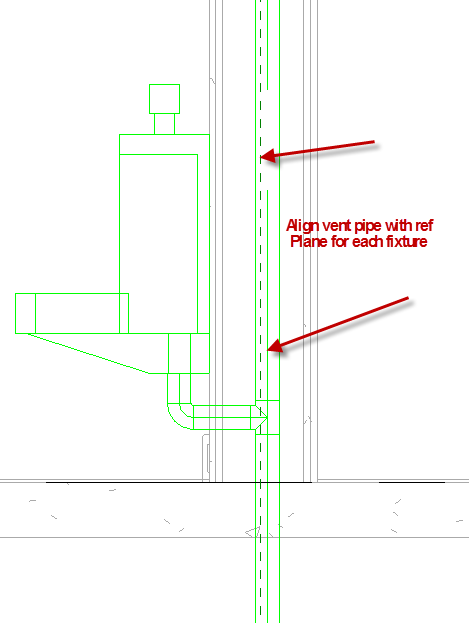 Align vent pipe with ref
Plane for each fixture